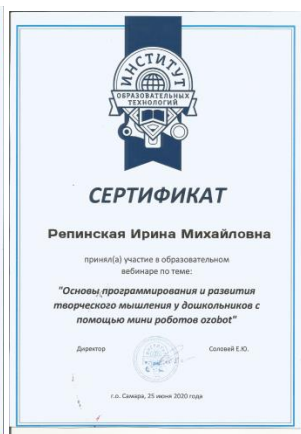 ИНСТИТУТ
ОБРАЗОВАТЕЛЬНЫХ
ТЕХНОЛОГИЙ
СЕРТИФИКАТ
Репинская Ирина Михайловна
принял(а) участие в образовательном
вебинаре по теме:
"Основы программирования и развития
творческого мышления у дошкольников с
помощью мини роботов ozobot"
Директор
Соловей Е.Ю.
г.о. Самара, 25 июня 2020 года